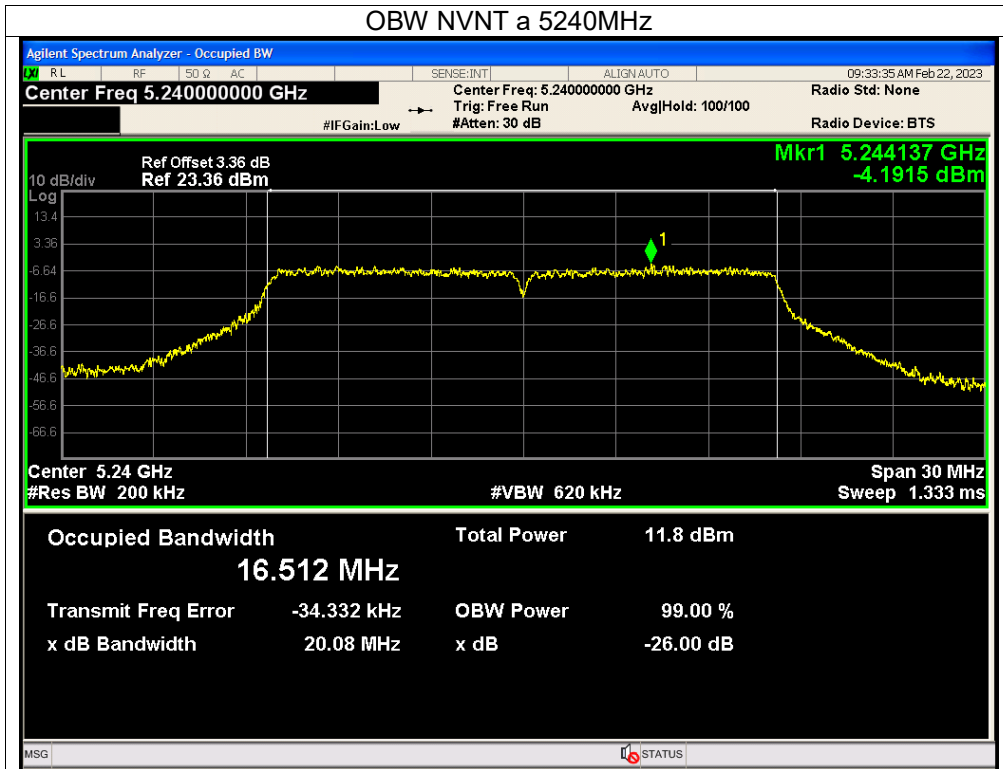 OBW NVNT a 5240MHz
Agilent Spectrum Analyzer - Occupied BW
LXI RL RF 50 Ω AC SENSE:INT ALIGN AUTO 09:33:35 AM Feb 22, 2023
Center Freq 5.240000000 GHz Center Freq: 5.240000000 GHz Radio Std: None
Trig: Free Run Avg|Hold: 100/100
#IFGain:Low #Atten: 30 dB Radio Device: BTS
Mkr1 5.244137 GHz
-4.1915 dBm
Ref Offset 3.36 dB
10 dB/div Ref 23.36 dBm
Log
13.4
3.36
1
-6.64
-16.6
-26.6
-36.6
-46.6
-56.6
-66.6
Center 5.24 GHz Span 30 MHz
#Res BW 200 kHz #VBW 620 kHz Sweep 1.333 ms
Occupied Bandwidth Total Power 11.8 dBm
16.512 MHz
Transmit Freq Error -34.332 kHz OBW Power 99.00 %
x dB Bandwidth 20.08 MHz x dB -26.00 dB
MSG STATUS